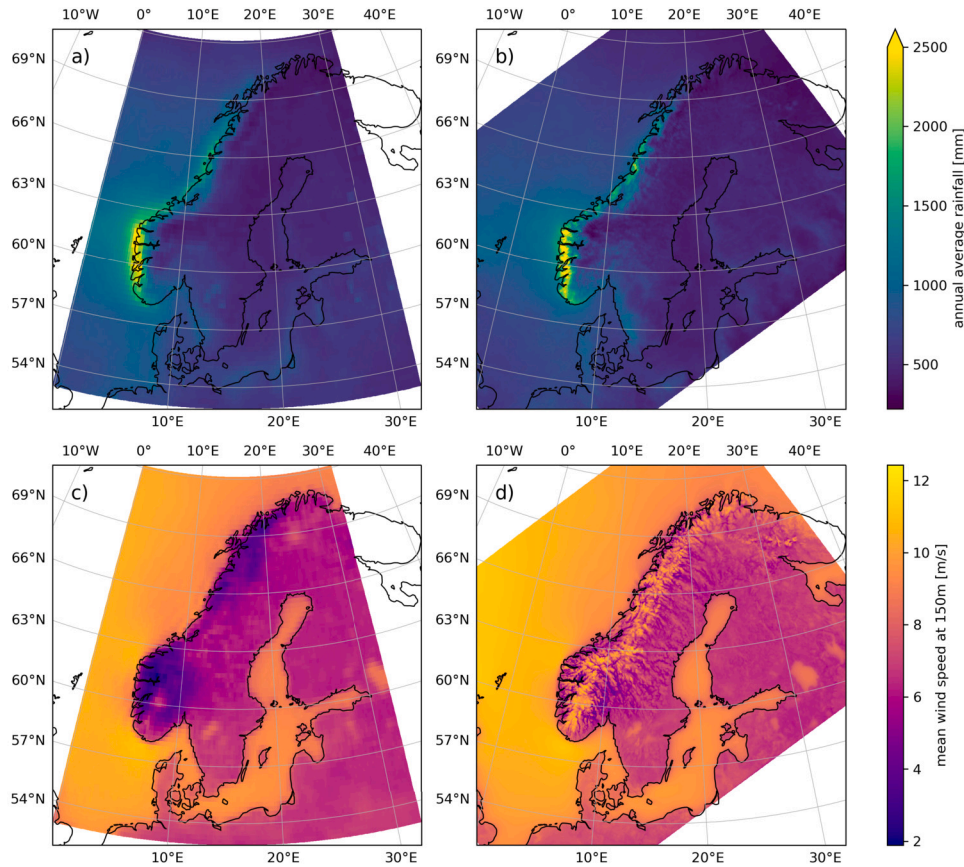 10°W 0° 10°E 20°E 30°E 40°E
10°W 0° 10°E 20°E 30°E 40°E
a)
b)
69°N
66°N
63°N
60°N
57°N
54°N
69°N
66°N
63°N
60°N
57°N
54°N
10°E 20°E 30°E
10°E 20°E 30°E
2500
2000
1500
1000
500
annual average rainfall [mm]
10°W 0° 10°E 20°E 30°E 40°E
10°W 0° 10°E 20°E 30°E 40°E
c)
d)
69°N
66°N
63°N
60°N
57°N
54°N
69°N
66°N
63°N
60°N
57°N
54°N
10°E 20°E 30°E
10°E 20°E 30°E
12
10
8
6
4
2
mean wind speed at 150m [m/s]